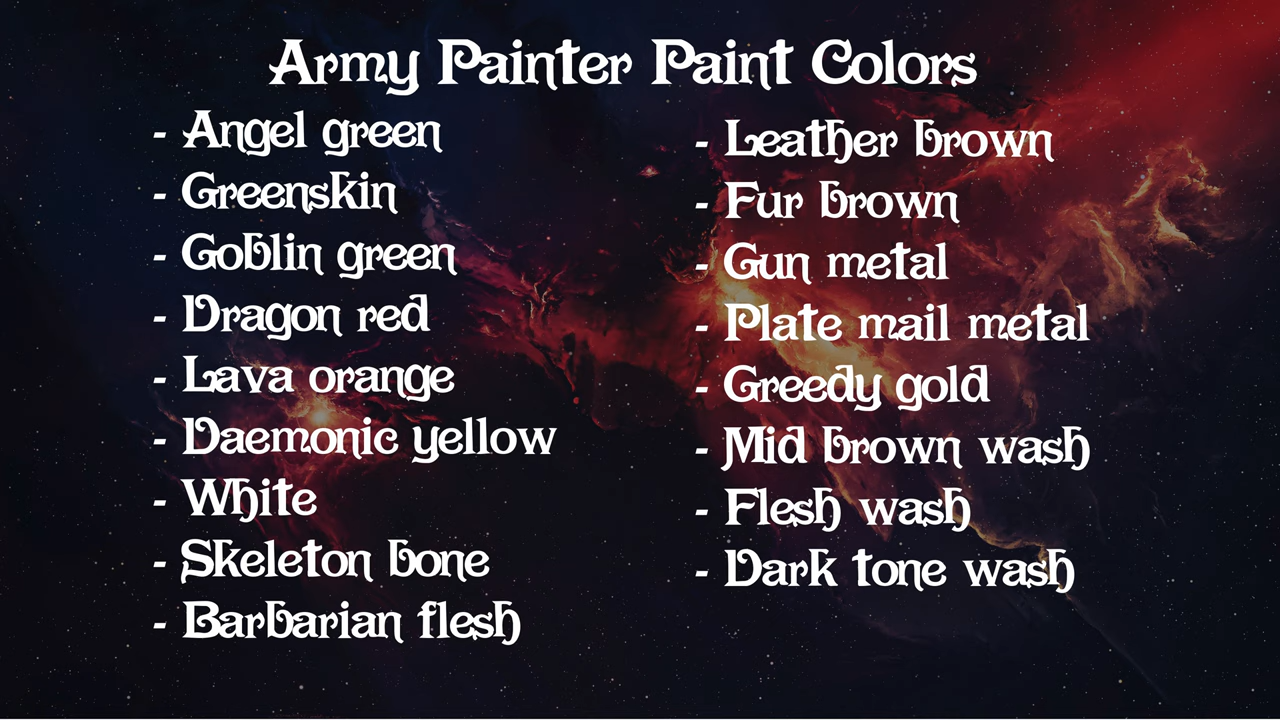 Army Painter Paint Colors
- Angel green
- Greenskin
- Goblin green
- Dragon red
- Lava orange
- Daemonic yellow
- White
- Skeleton bone
- Barbarian flesh
- Leather brown
- Fur brown
- Gun metal
- Plate mail metal
- Greedy gold
- Mid brown wash
- Flesh wash
- Dark tone wash